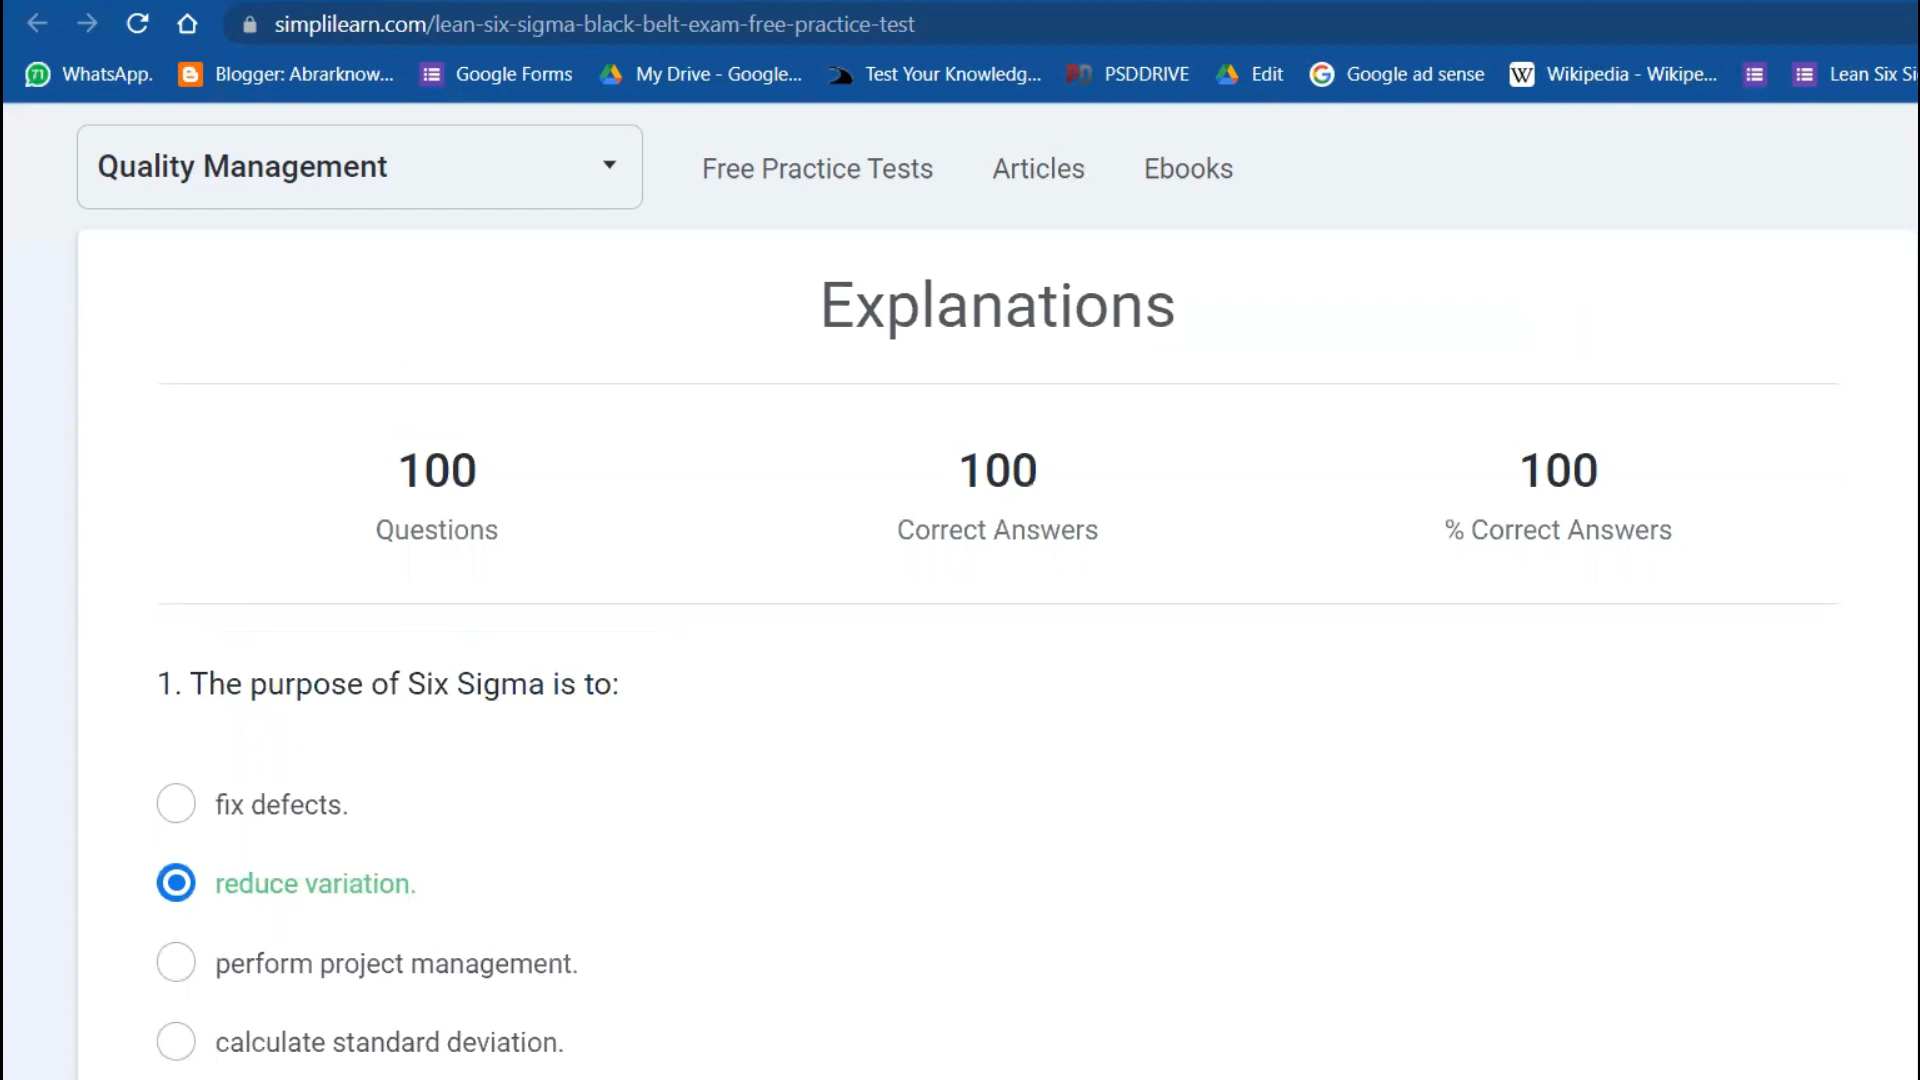 simplilearn.com/lean-six-sigma-black-belt-exam-free-practice-test
71 WhatsApp. Blogger: Abrarknow... Google Forms My Drive - Google... Test Your Knowledg... PD PSDDRIVE Edit G Google ad sense W Wikipedia - Wikipe... Lean Six Si
Quality Management Free Practice Tests Articles Ebooks
Explanations
100 100 100
Questions Correct Answers % Correct Answers
1. The purpose of Six Sigma is to:
fix defects.
reduce variation.
perform project management.
calculate standard deviation.